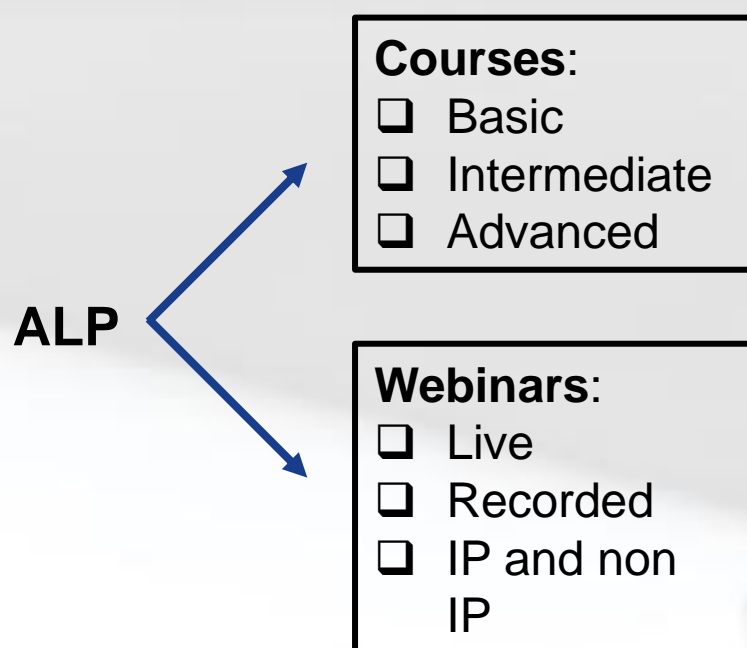 Courses:
❑ Basic
❑ Intermediate
❑ Advanced
ALP
Webinars:
❑ Live
❑ Recorded
❑ IP and non
IP